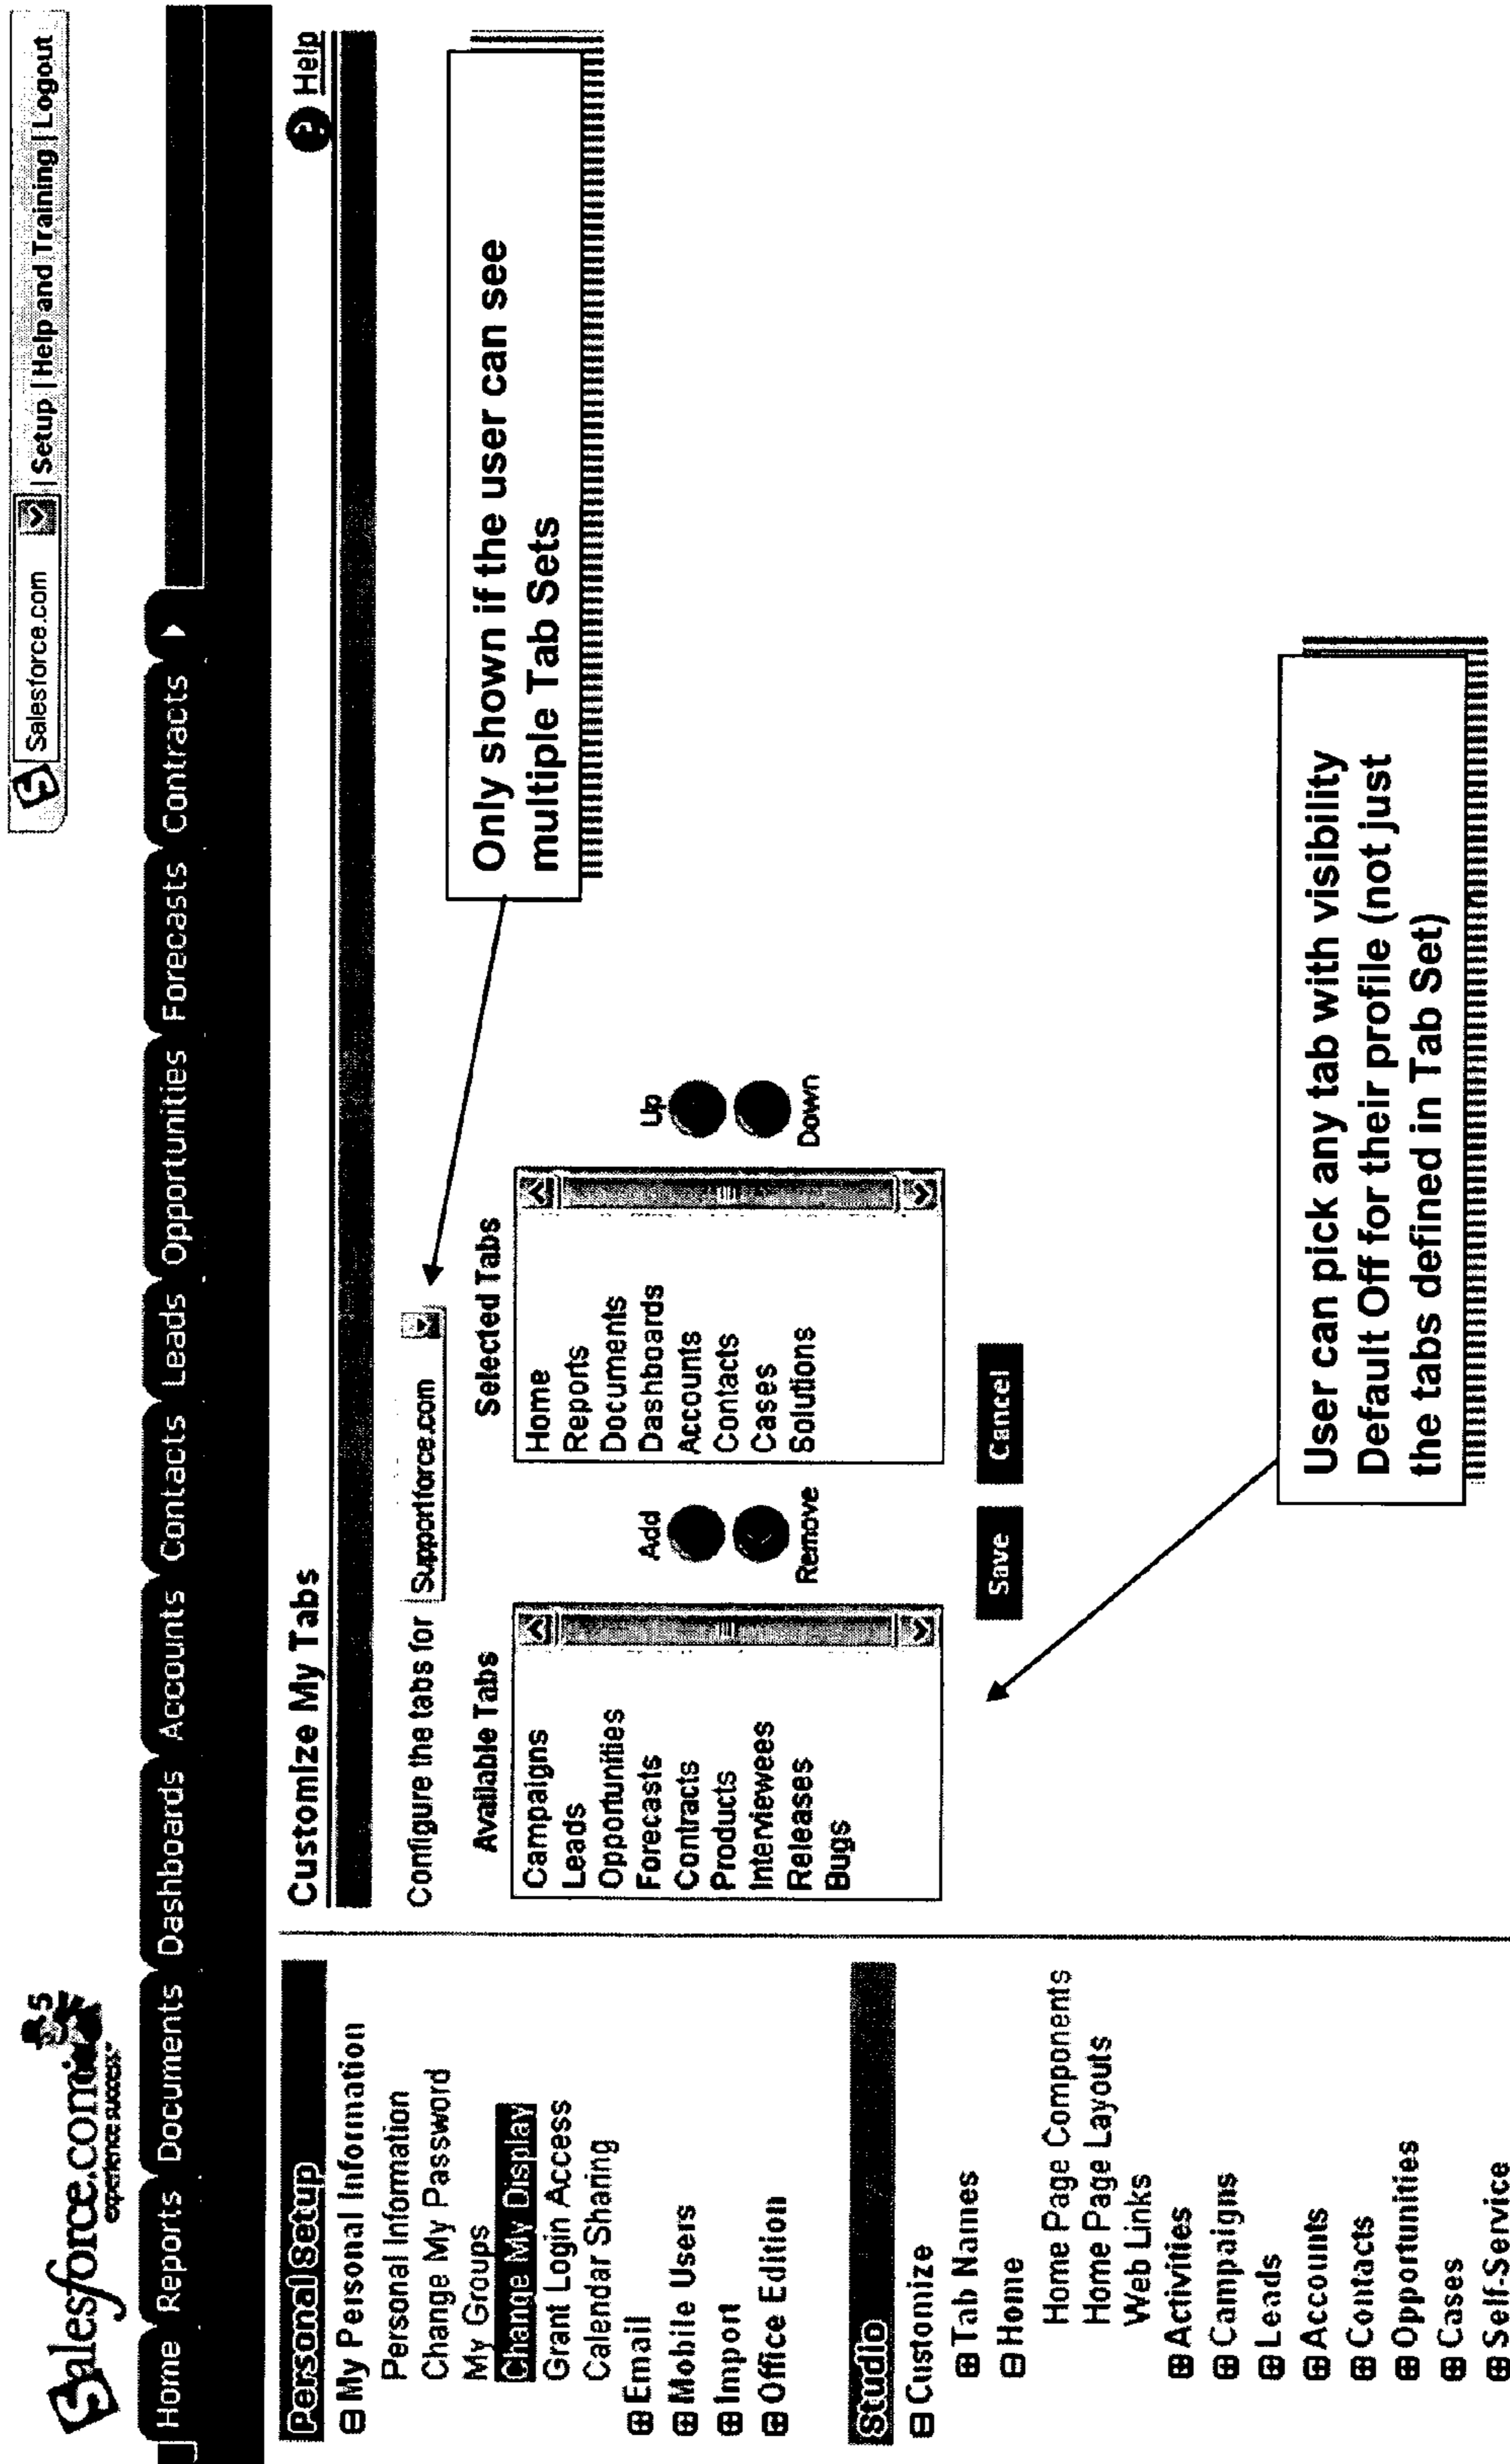 Salesforce.com | Setup | Help and Training | Logout
salesforce.com
experience success™
Home Reports Documents Dashboards Accounts Contacts Leads Opportunities Forecasts Contracts
Personal Setup
My Personal Information
Personal Information
Change My Password
My Groups
Change My Display
Grant Login Access
Calendar Sharing
Email
Mobile Users
Import
Office Edition
Studio
Customize
Tab Names
Home
Home Page Components
Home Page Layouts
Web Links
Activities
Campaigns
Leads
Accounts
Contacts
Opportunities
Cases
Self-Service
Customize My Tabs
? Help
Configure the tabs for Supportforce.com
Only shown if the user can see
multiple Tab Sets
Available Tabs
Campaigns
Leads
Opportunities
Forecasts
Contracts
Products
Interviewees
Releases
Bugs
Add
Remove
Selected Tabs
Home
Reports
Documents
Dashboards
Accounts
Contacts
Cases
Solutions
Up
Down
Save Cancel
User can pick any tab with visibility
Default Off for their profile (not just
the tabs defined in Tab Set)